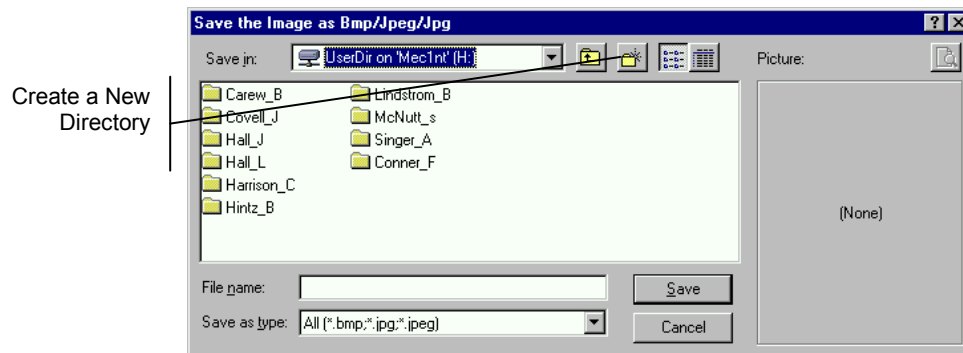 Save the Image as Bmp/Jpeg/Jpg
Save in: UserDir on 'Mec1nt' (H:) Picture:
Create a New
Directory
Carew_B Lindstrom_B
Covell_J McNutt_s
Hall_J Singer_A
Hall_L Conner_F
Harrison_C
Hintz_B
(None)
File name: Save
Save as type: All (*.bmp;*.jpg;*.jpeg) Cancel